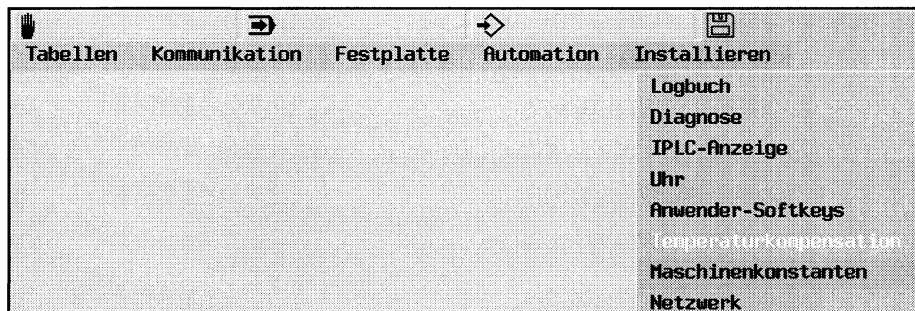 Tabellen Kommunikation Festplatte Automation Installieren
Logbuch
Diagnose
IPLC-Anzeige
Uhr
Anwender-Softkeys
Temperaturkompensation
Maschinenkonstanten
Netzwerk